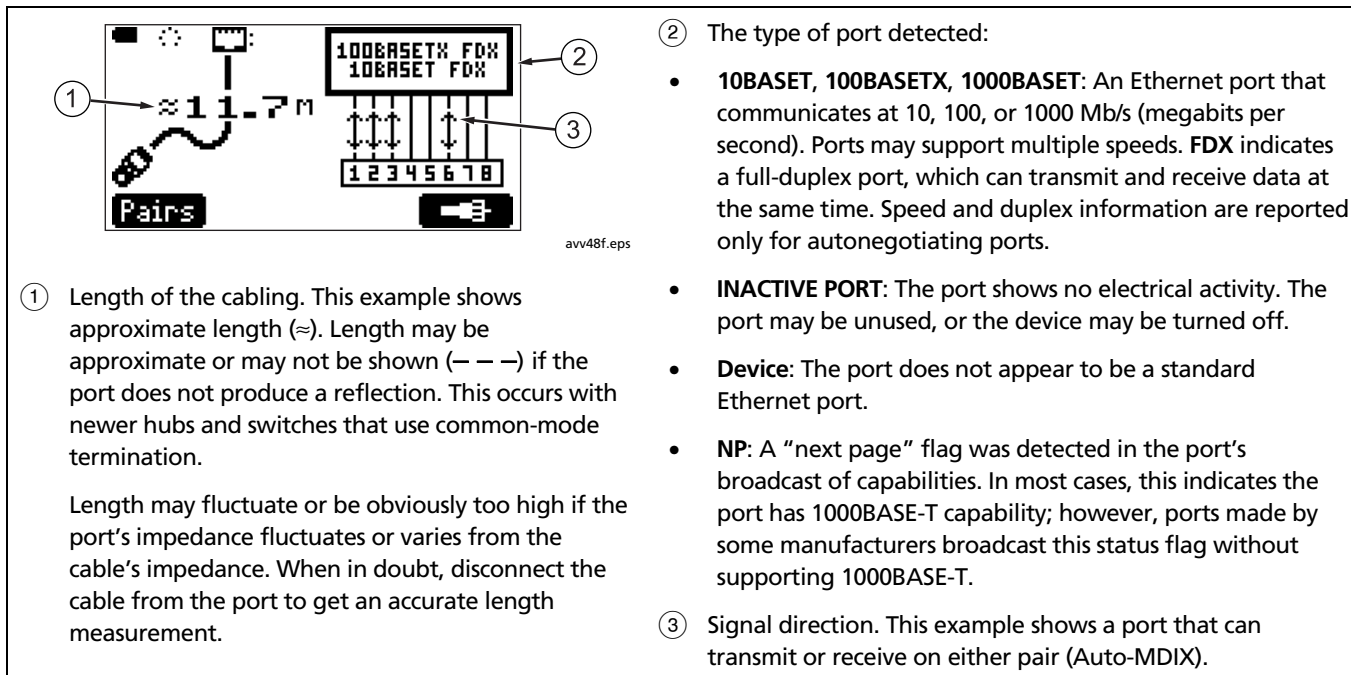 100BASETX FDX
10BASET FDX
≈11.7 m
12345678
Pairs
1
2
3
avv48f.eps
1 Length of the cabling. This example shows
approximate length (≈). Length may be
approximate or may not be shown (– – –) if the
port does not produce a reflection. This occurs with
newer hubs and switches that use common-mode
termination.
Length may fluctuate or be obviously too high if the
port’s impedance fluctuates or varies from the
cable’s impedance. When in doubt, disconnect the
cable from the port to get an accurate length
measurement.
2 The type of port detected:
• 10BASET, 100BASETX, 1000BASET: An Ethernet port that
communicates at 10, 100, or 1000 Mb/s (megabits per
second). Ports may support multiple speeds. FDX indicates
a full-duplex port, which can transmit and receive data at
the same time. Speed and duplex information are reported
only for autonegotiating ports.
• INACTIVE PORT: The port shows no electrical activity. The
port may be unused, or the device may be turned off.
• Device: The port does not appear to be a standard
Ethernet port.
• NP: A “next page” flag was detected in the port’s
broadcast of capabilities. In most cases, this indicates the
port has 1000BASE-T capability; however, ports made by
some manufacturers broadcast this status flag without
supporting 1000BASE-T.
3 Signal direction. This example shows a port that can
transmit or receive on either pair (Auto-MDIX).